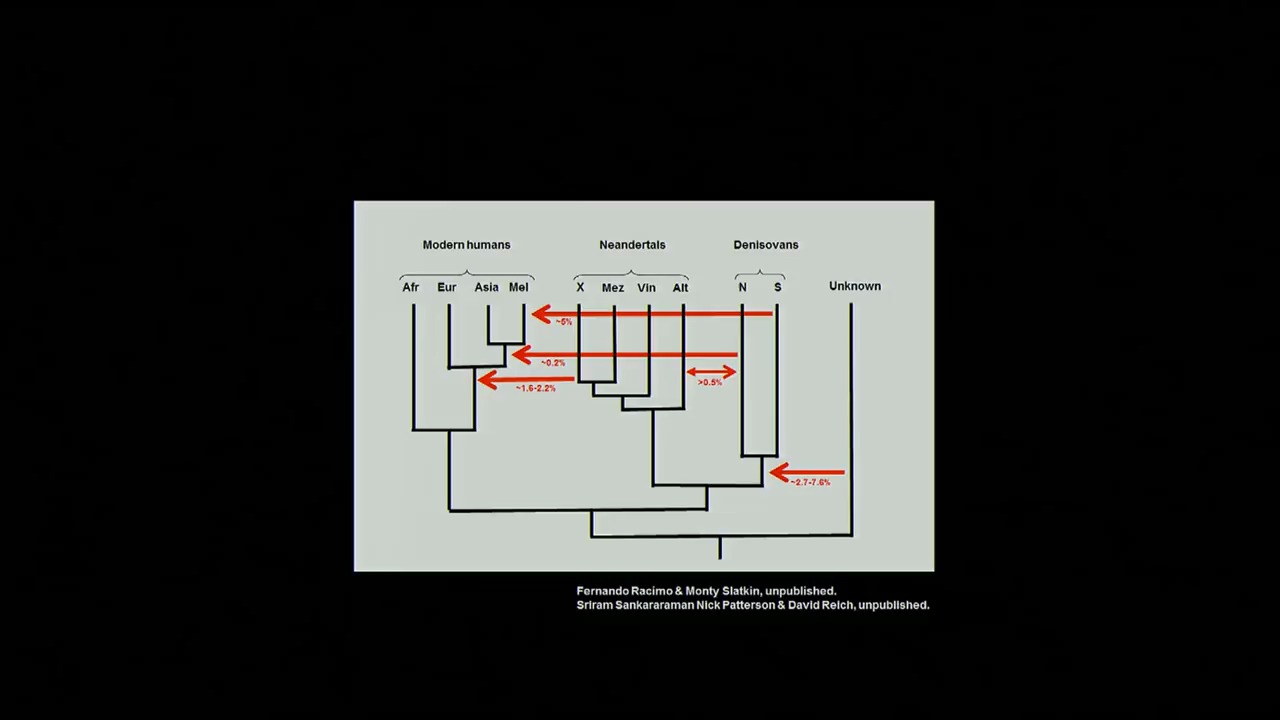 Modern humans Neandertals Denisovans
Afr Eur Asia Mel X Mez Vin Alt N S Unknown
~5%
~0.2%
>0.5%
~1.6-2.2%
~2.7-7.6%
Fernando Racimo & Monty Slatkin, unpublished.
Sriram Sankararaman Nick Patterson & David Reich, unpublished.